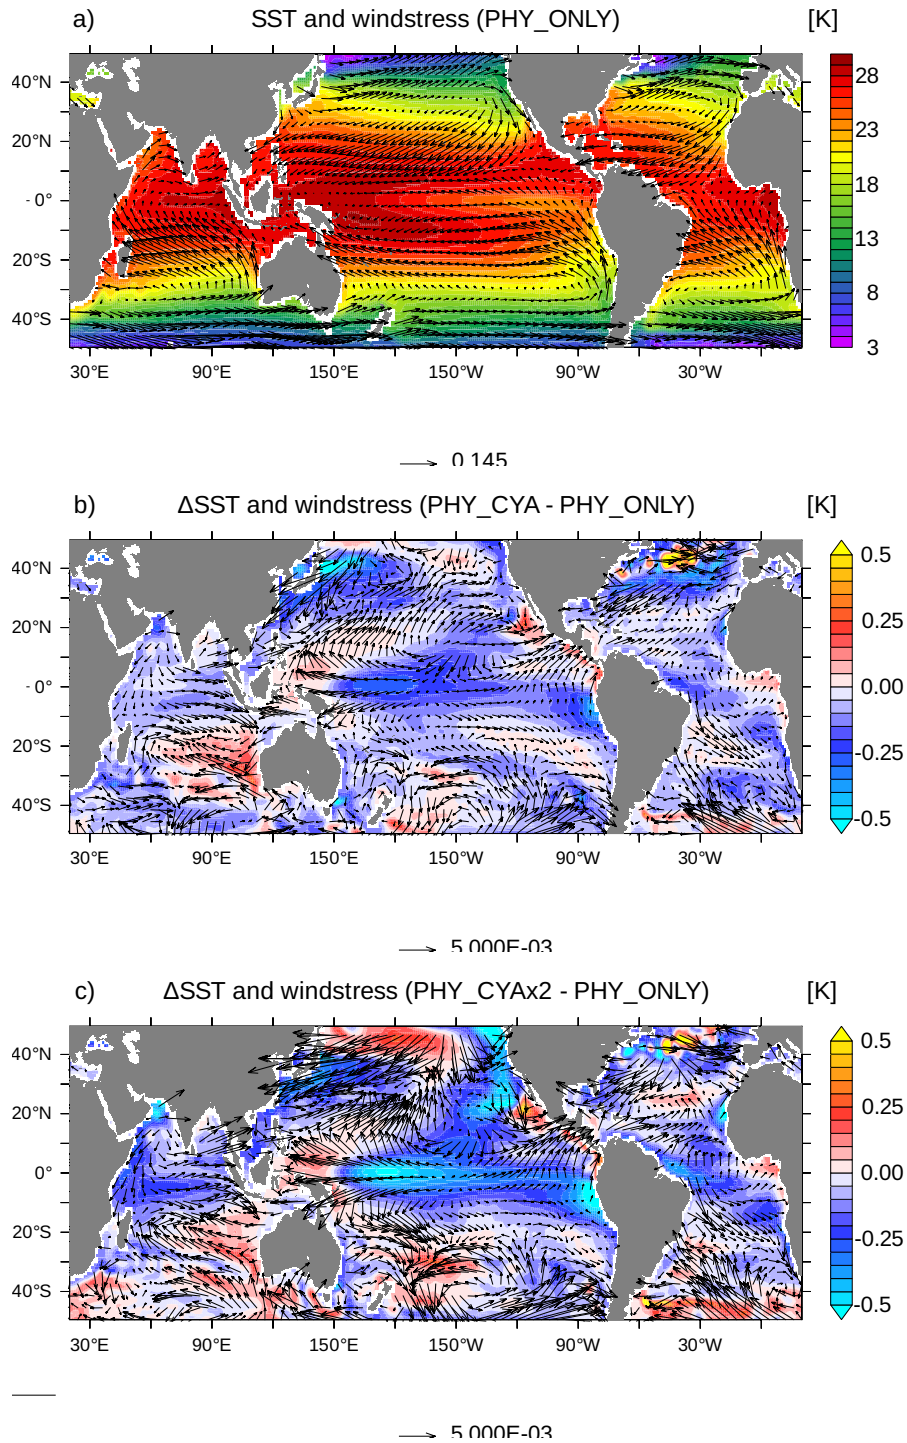 a) SST and windstress (PHY_ONLY) [K]
40°N
20°N
0°
20°S
40°S
30°E 90°E 150°E 150°W 90°W 30°W
28
23
18
13
8
3
0.145
b) ΔSST and windstress (PHY_CYA - PHY_ONLY) [K]
40°N
20°N
0°
20°S
40°S
30°E 90°E 150°E 150°W 90°W 30°W
0.5
0.25
0.00
-0.25
-0.5
5.000E-03
c) ΔSST and windstress (PHY_CYAx2 - PHY_ONLY) [K]
40°N
20°N
0°
20°S
40°S
30°E 90°E 150°E 150°W 90°W 30°W
0.5
0.25
0.00
-0.25
-0.5
5.000E-03